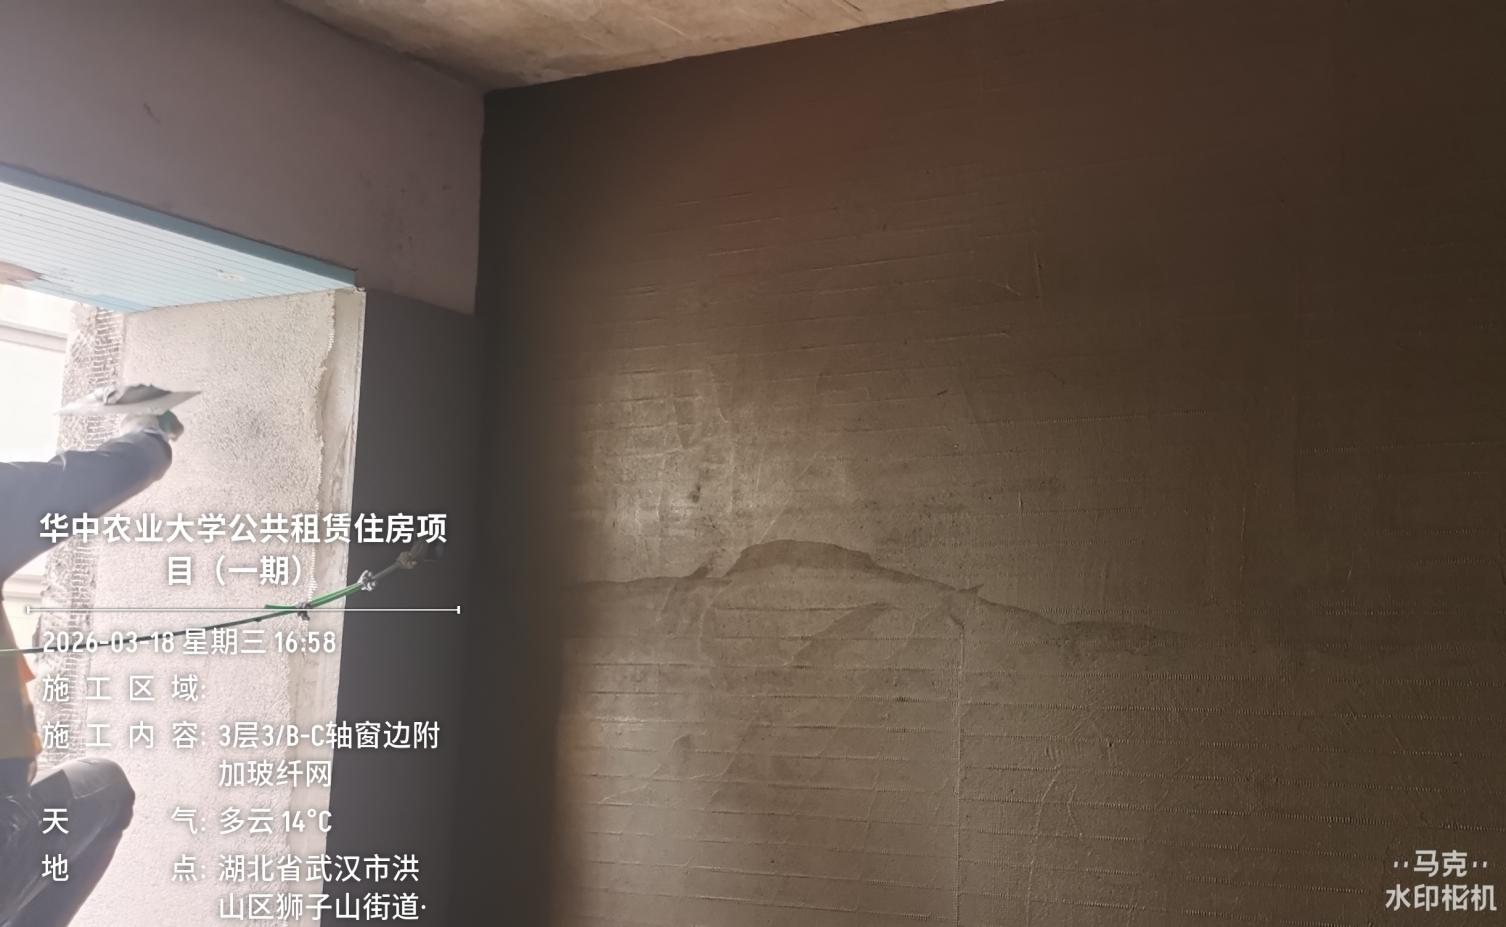 华中农业大学公共租赁住房项
目（一期）
2026-03-18 星期三 16:58
施工区域:
施工内容: 3层3/B-C轴窗边附
加玻纤网
天气: 多云 14°C
地点: 湖北省武汉市洪
山区狮子山街道·
马克
水印相机